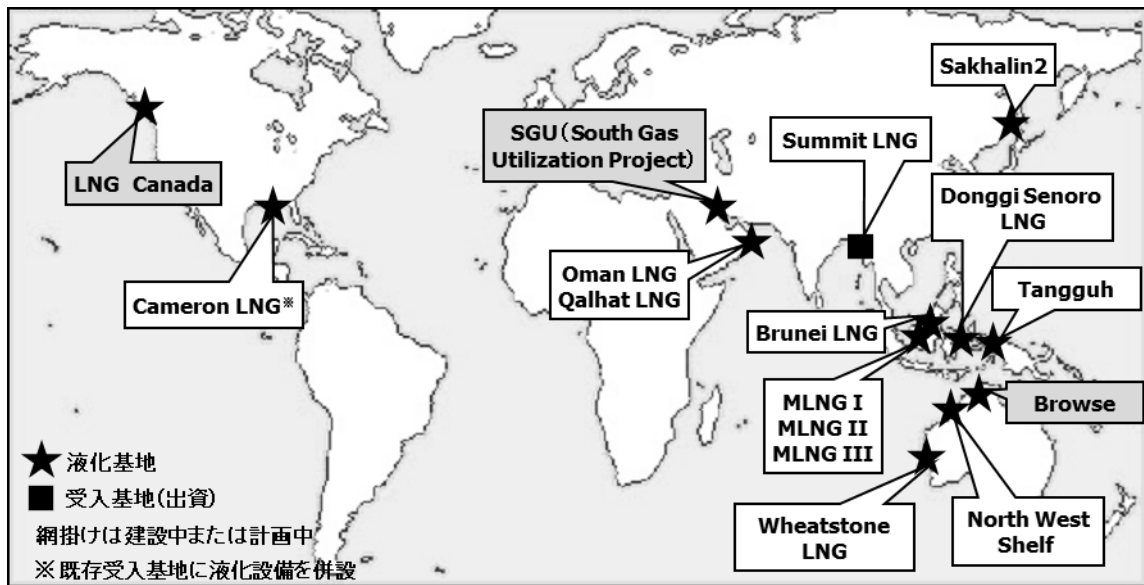 Sakhalin2
SGU（South Gas
Utilization Project）
Summit LNG
LNG Canada
Donggi Senoro
LNG
Oman LNG
Qalhat LNG
Tangguh
Cameron LNG※
Brunei LNG
MLNG I
MLNG II
MLNG III
Browse
★ 液化基地
■ 受入基地（出資）
網掛けは建設中または計画中
※既存受入基地に液化設備を併設
Wheatstone
LNG
North West
Shelf